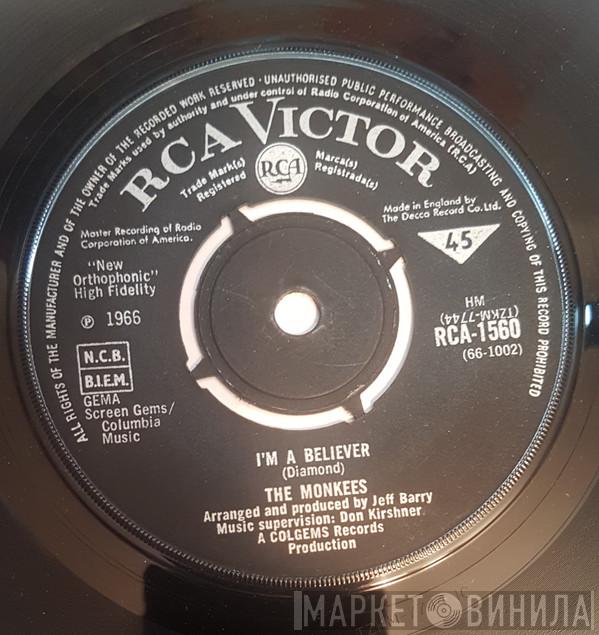 ALL RIGHTS OF THE MANUFACTURER AND OF THE OWNER OF THE RECORDED WORK RESERVED · UNAUTHORISED PUBLIC PERFORMANCE BROADCASTING AND COPYING OF THIS RECORD PROHIBITED
Trade Marks used by authority and under control of Radio Corporation of America (R.C.A)
RCA VICTOR
Trade Mark(s)
Registered
RCA
Marca(s)
Registrada(s)
Master Recording of Radio
Corporation of America.
Made in England by
The Decca Record Co. Ltd.
45
"New
Orthophonic"
High Fidelity
℗ 1966
N.C.B.
B.I.E.M.
GEMA
Screen Gems/
Columbia
Music
MH
(TZKM-7744)
RCA-1560
(66-1002)
I'M A BELIEVER
(Diamond)
THE MONKEES
Arranged and produced by Jeff Barry
Music supervision: Don Kirshner
A COLGEMS Records
Production
МАРКЕТОВИНИЛА